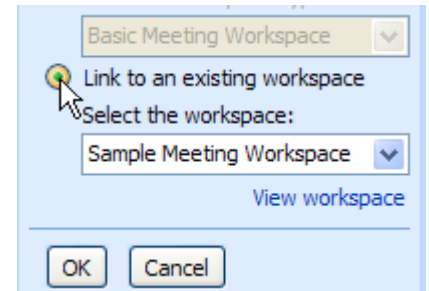 Basic Meeting Workspace
Link to an existing workspace
Select the workspace:
Sample Meeting Workspace
View workspace
OK Cancel